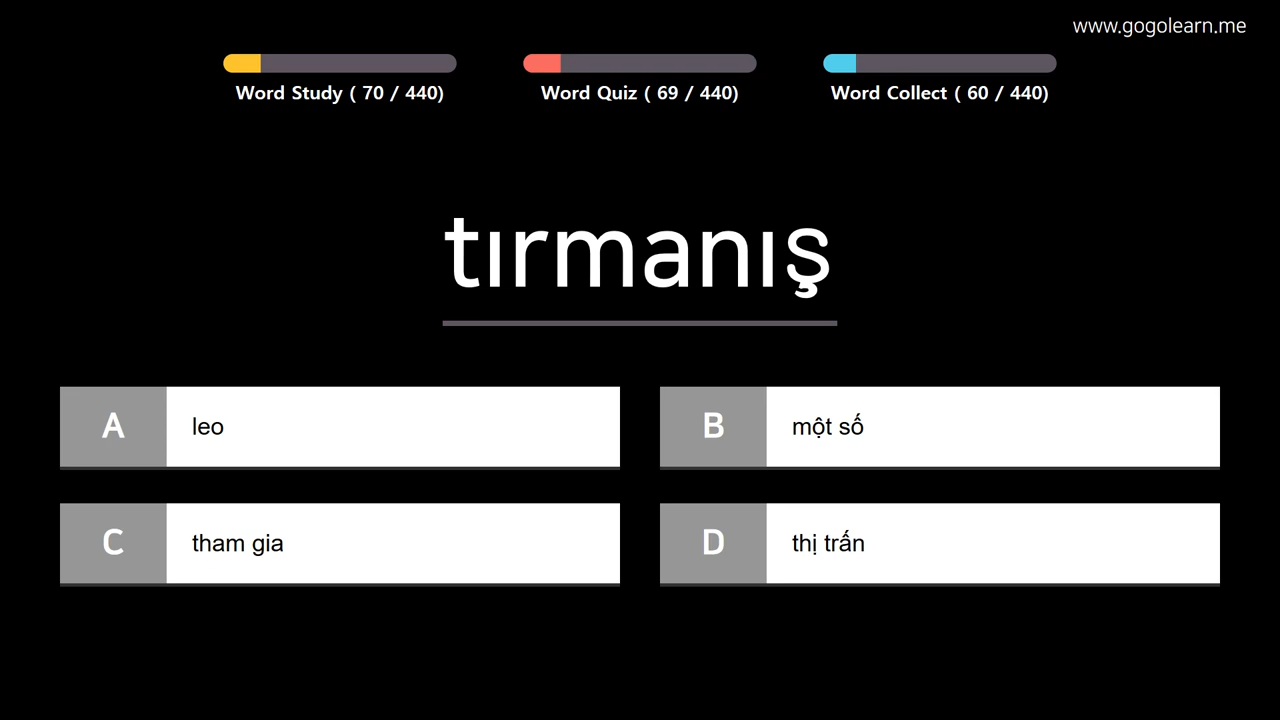 www.gogolearn.me
Word Study ( 70 / 440)
Word Quiz ( 69 / 440)
Word Collect ( 60 / 440)
tırmanış
A
leo
B
một số
C
tham gia
D
thị trấn